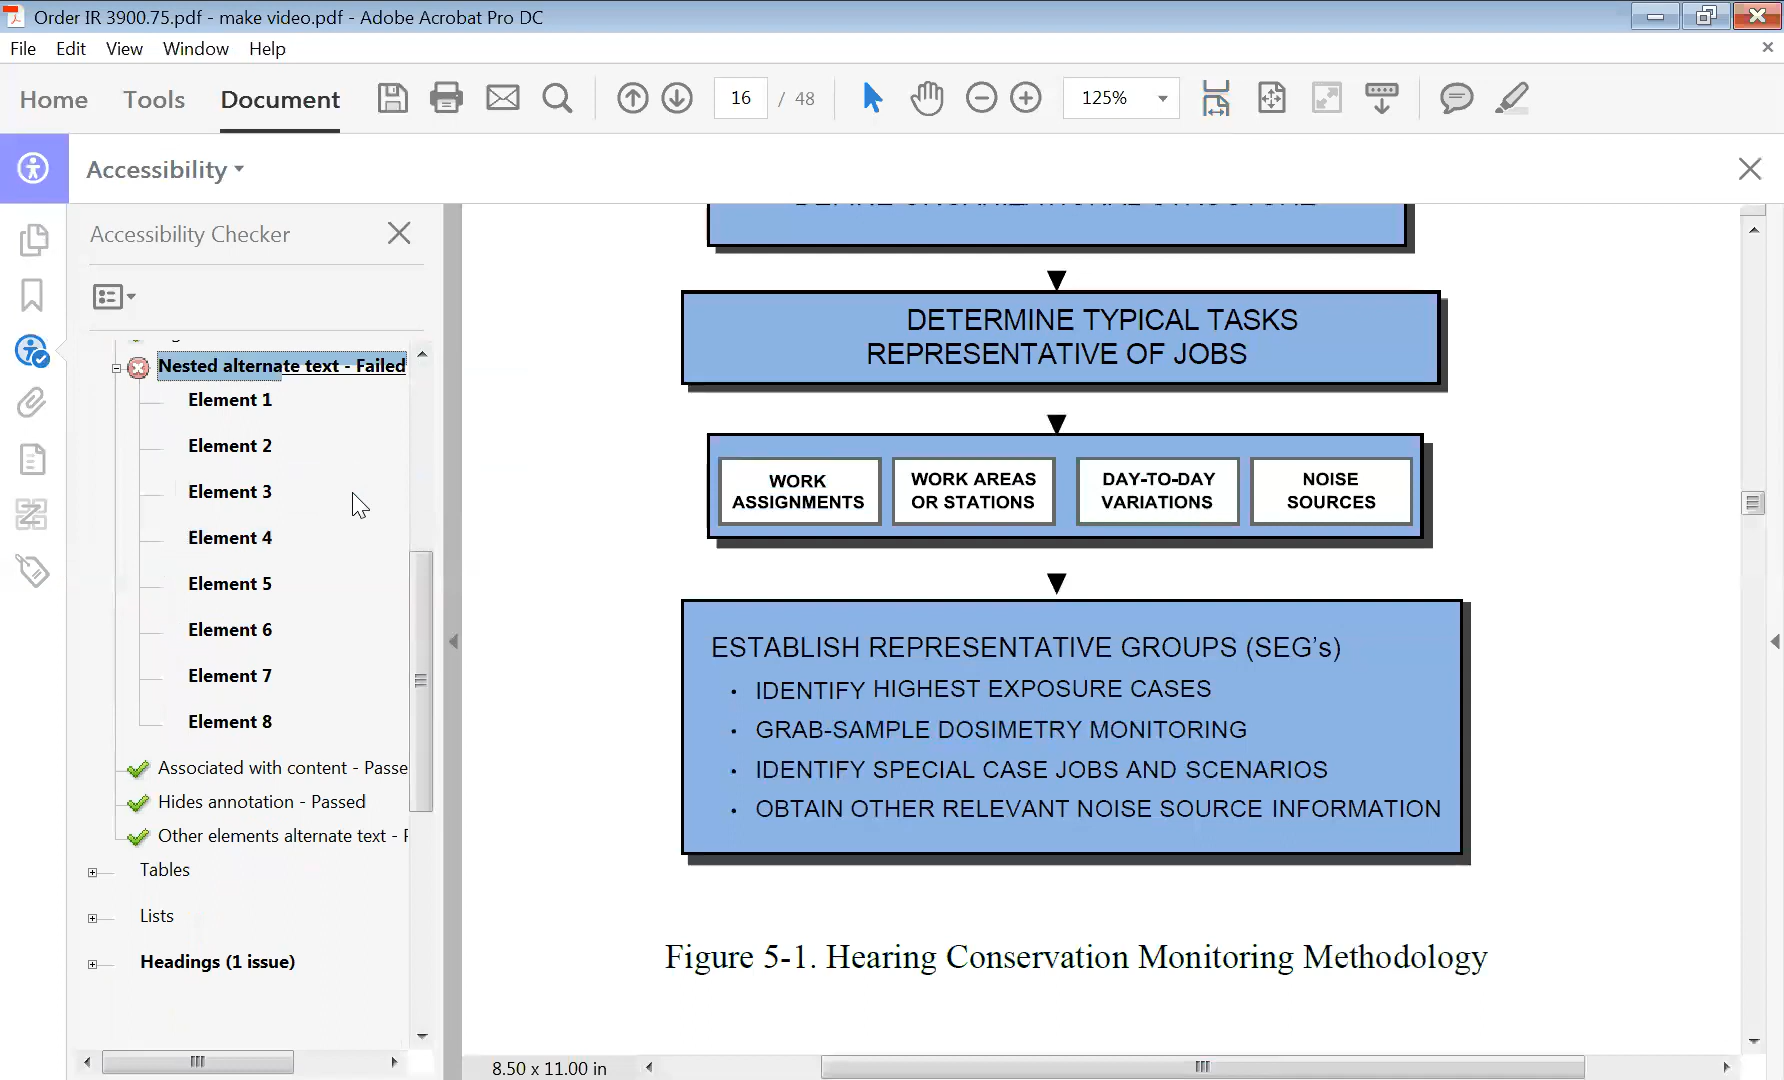 Order IR 3900.75.pdf - make video.pdf - Adobe Acrobat Pro DC
File Edit View Window Help
Home Tools Document 16 / 48 125%
Accessibility
Accessibility Checker
Nested alternate text - Failed
Element 1
Element 2
Element 3
Element 4
Element 5
Element 6
Element 7
Element 8
Associated with content - Passe
Hides annotation - Passed
Other elements alternate text -
Tables
Lists
Headings (1 issue)
DEFINE ORGANIZATIONAL STRUCTURE
DETERMINE TYPICAL TASKS
REPRESENTATIVE OF JOBS
WORK
ASSIGNMENTS
WORK AREAS
OR STATIONS
DAY-TO-DAY
VARIATIONS
NOISE
SOURCES
ESTABLISH REPRESENTATIVE GROUPS (SEG's)
• IDENTIFY HIGHEST EXPOSURE CASES
• GRAB-SAMPLE DOSIMETRY MONITORING
• IDENTIFY SPECIAL CASE JOBS AND SCENARIOS
• OBTAIN OTHER RELEVANT NOISE SOURCE INFORMATION
Figure 5-1. Hearing Conservation Monitoring Methodology
8.50 x 11.00 in